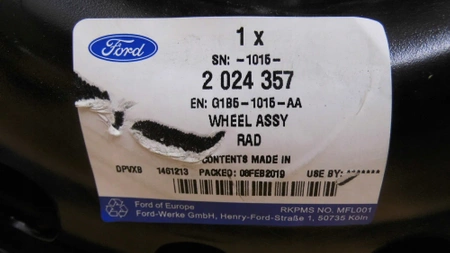 Ford
1 x
SN: -1015-
2 024 357
EN: G1B5-1015-AA
WHEEL ASSY
RAD
CONTENTS MADE IN
DPVXB 1461213 PACKED: 06FEB2019 USE BY:
Ford of Europe RKPMS NO. MFL001
Ford-Werke GmbH, Henry-Ford-Straße 1, 50735 Köln